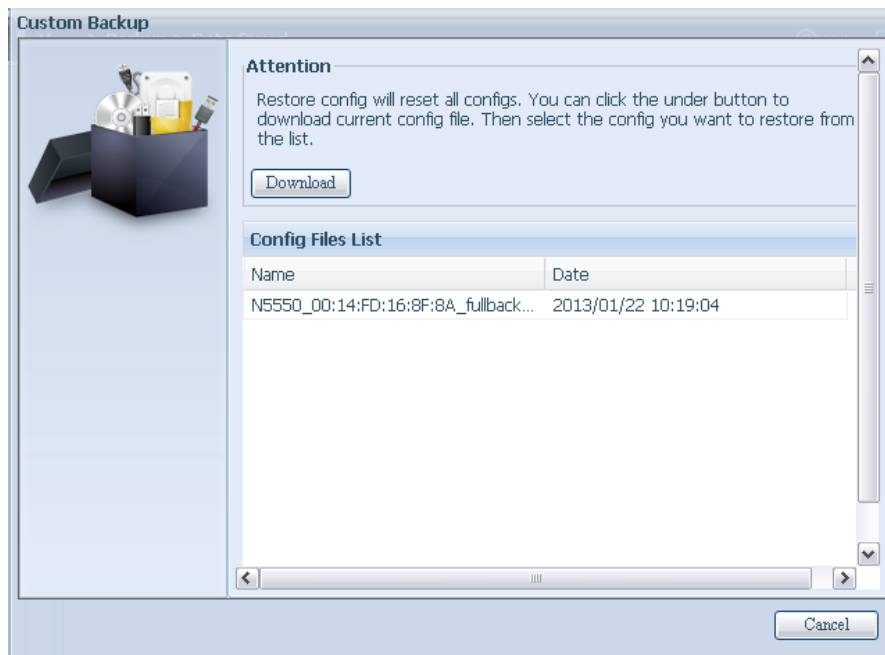 Custom Backup
Attention
Restore config will reset all configs. You can click the under button to
download current config file. Then select the config you want to restore from
the list.
Download
Config Files List
Name Date
N5550_00:14:FD:16:8F:8A_fullback... 2013/01/22 10:19:04
Cancel